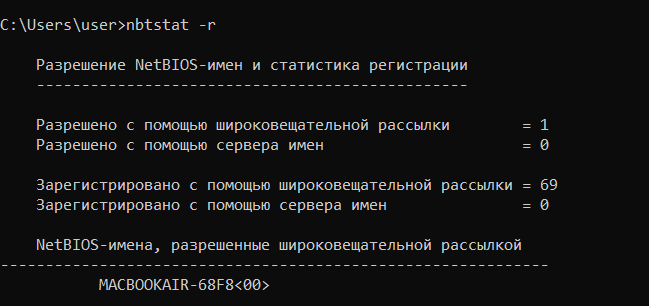 C:\Users\user>nbtstat -r
Разрешение NetBIOS-имен и статистика регистрации
------------------------------------------------
Разрешено с помощью широковещательной рассылки = 1
Разрешено с помощью сервера имен = 0
Зарегистрировано с помощью широковещательной рассылки = 69
Зарегистрировано с помощью сервера имен = 0
NetBIOS-имена, разрешенные широковещательной рассылкой
-------------------------------------------------------------
MACBOOKAIR-68F8<00>